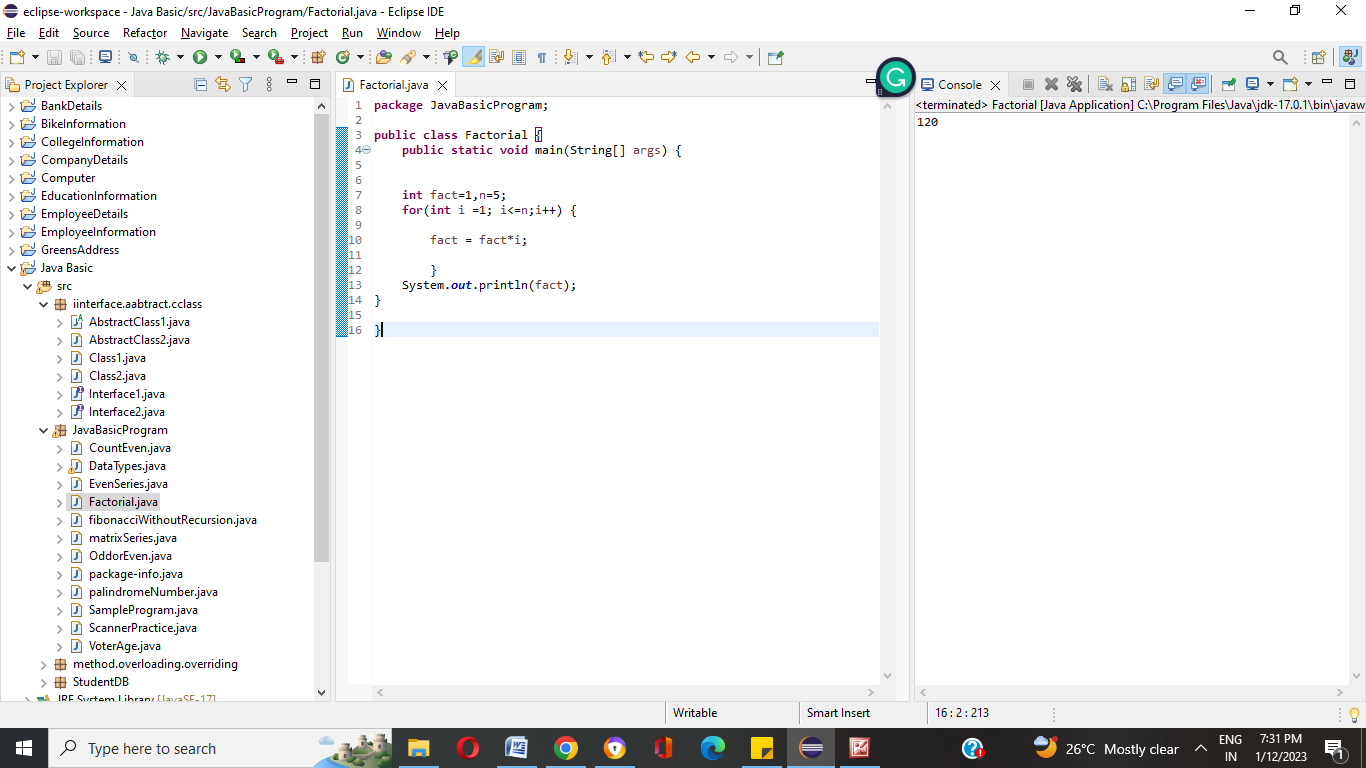 eclipse-workspace - Java Basic/src/JavaBasicProgram/Factorial.java - Eclipse IDE
File Edit Source Refactor Navigate Search Project Run Window Help
Project Explorer
BankDetails
BikeInformation
CollegeInformation
CompanyDetails
Computer
EducationInformation
EmployeeDetails
EmployeeInformation
GreensAddress
Java Basic
src
iinterface.aabtract.cclass
AbstractClass1.java
AbstractClass2.java
Class1.java
Class2.java
Interface1.java
Interface2.java
JavaBasicProgram
CountEven.java
DataTypes.java
EvenSeries.java
Factorial.java
fibonacciWithoutRecursion.java
matrixSeries.java
OddorEven.java
package-info.java
palindromeNumber.java
SampleProgram.java
ScannerPractice.java
VoterAge.java
method.overloading.overriding
StudentDB
JRE System Library [JavaSE-17]
Factorial.java
1 package JavaBasicProgram;
2
3 public class Factorial {
4 public static void main(String[] args) {
5
6
7 int fact=1,n=5;
8 for(int i =1; i<=n;i++) {
9
10 fact = fact*i;
11
12 }
13 System.out.println(fact);
14 }
15
16 }
Console
<terminated> Factorial [Java Application] C:\Program Files\Java\jdk-17.0.1\bin\javaw
120
Writable
Smart Insert
16 : 2 : 213
Type here to search
26°C Mostly clear
ENG
IN
7:31 PM
1/12/2023
1